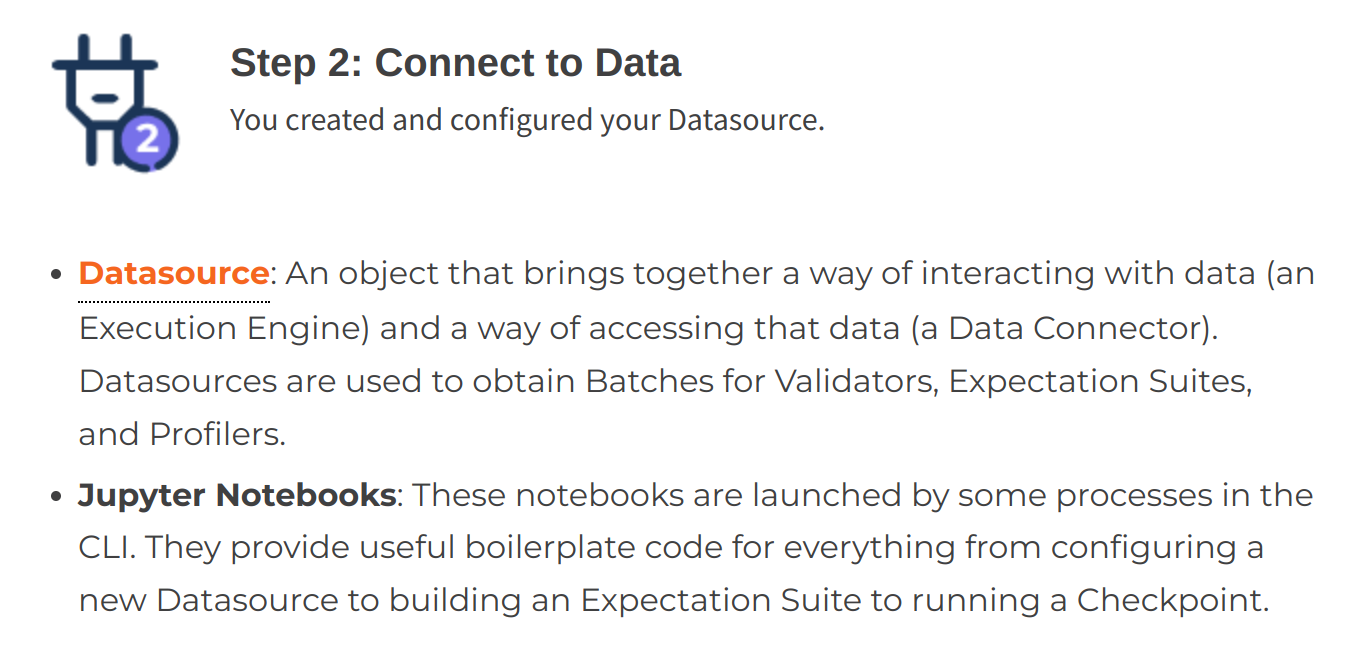 Step 2: Connect to Data
You created and configured your Datasource.
2
• Datasource: An object that brings together a way of interacting with data (an
Execution Engine) and a way of accessing that data (a Data Connector).
Datasources are used to obtain Batches for Validators, Expectation Suites,
and Profilers.
• Jupyter Notebooks: These notebooks are launched by some processes in the
CLI. They provide useful boilerplate code for everything from configuring a
new Datasource to building an Expectation Suite to running a Checkpoint.